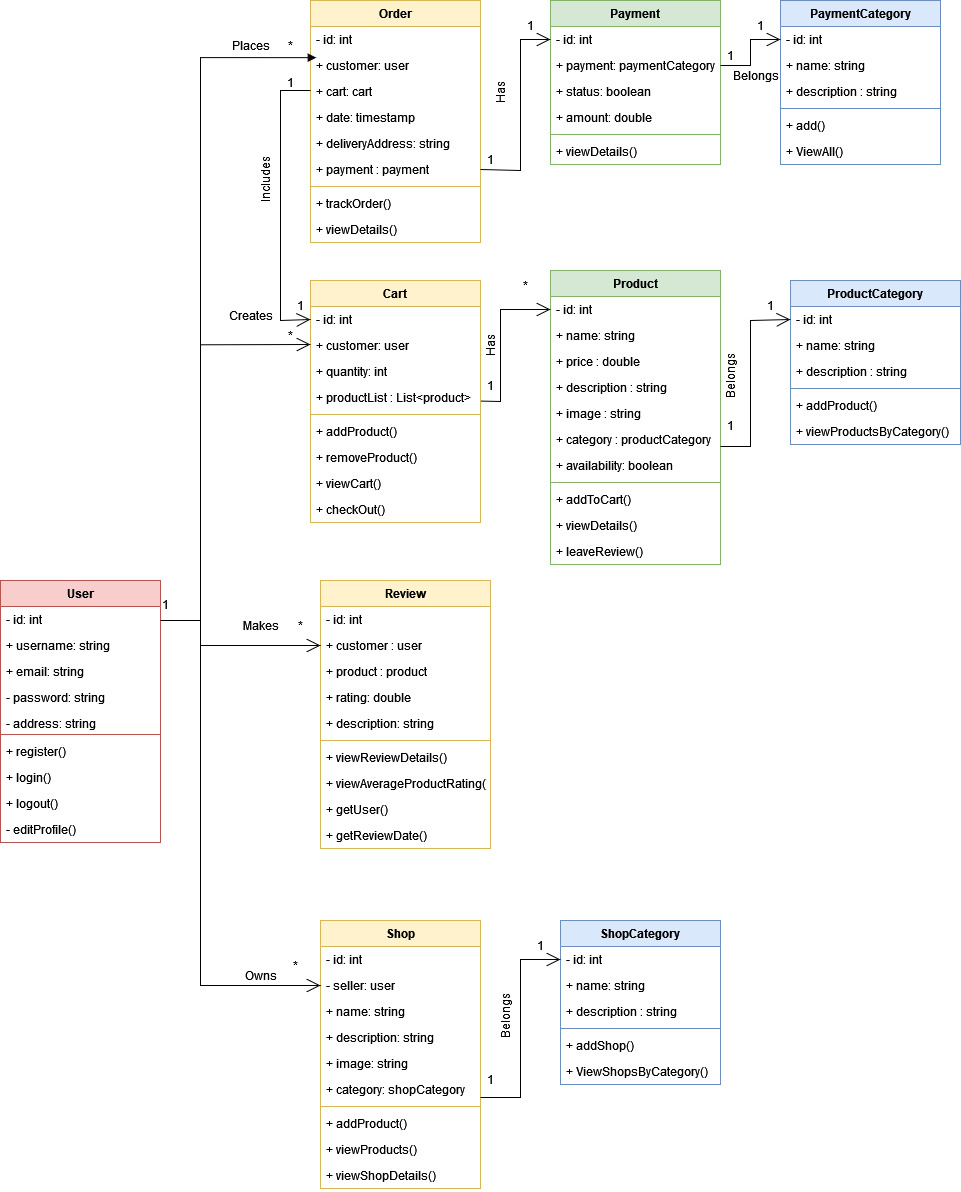 Order
- id: int
+ customer: user
+ cart: cart
+ date: timestamp
+ deliveryAddress: string
+ payment : payment
+ trackOrder()
+ viewDetails()
Places
*
1
Includes
1
Has
1
Payment
- id: int
+ payment: paymentCategory
+ status: boolean
+ amount: double
+ viewDetails()
1
Belongs
1
PaymentCategory
- id: int
+ name: string
+ description : string
+ add()
+ ViewAll()
Creates
1
*
Cart
- id: int
+ customer: user
+ quantity: int
+ productList : List<product>
+ addProduct()
+ removeProduct()
+ viewCart()
+ checkOut()
1
Has
*
Product
- id: int
+ name: string
+ price : double
+ description : string
+ image : string
+ category : productCategory
+ availability: boolean
+ addToCart()
+ viewDetails()
+ leaveReview()
1
Belongs
1
ProductCategory
- id: int
+ name: string
+ description : string
+ addProduct()
+ viewProductsByCategory()
User
- id: int
+ username: string
+ email: string
- password: string
- address: string
+ register()
+ login()
+ logout()
- editProfile()
1
Makes
*
Review
- id: int
+ customer : user
+ product : product
+ rating: double
+ description: string
+ viewReviewDetails()
+ viewAverageProductRating(
+ getUser()
+ getReviewDate()
Owns
*
Shop
- id: int
- seller: user
+ name: string
+ description: string
+ image: string
+ category: shopCategory
+ addProduct()
+ viewProducts()
+ viewShopDetails()
1
Belongs
1
ShopCategory
- id: int
+ name: string
+ description : string
+ addShop()
+ ViewShopsByCategory()